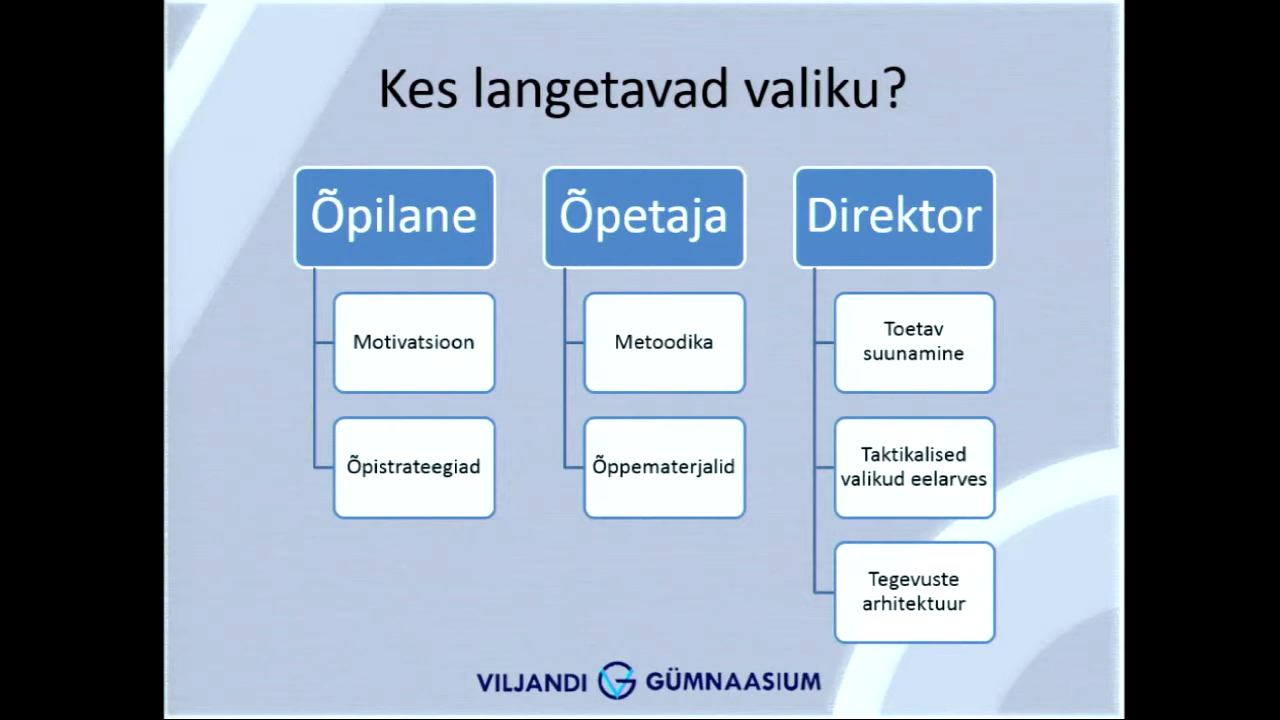 Kes langetavad valiku?
Õpilane
Motivatsioon
Õpistrateegiad
Õpetaja
Metoodika
Õppematerjalid
Direktor
Toetav
suunamine
Taktikalised
valikud eelarves
Tegevuste
arhitektuur
VILJANDI GÜMNAASIUM